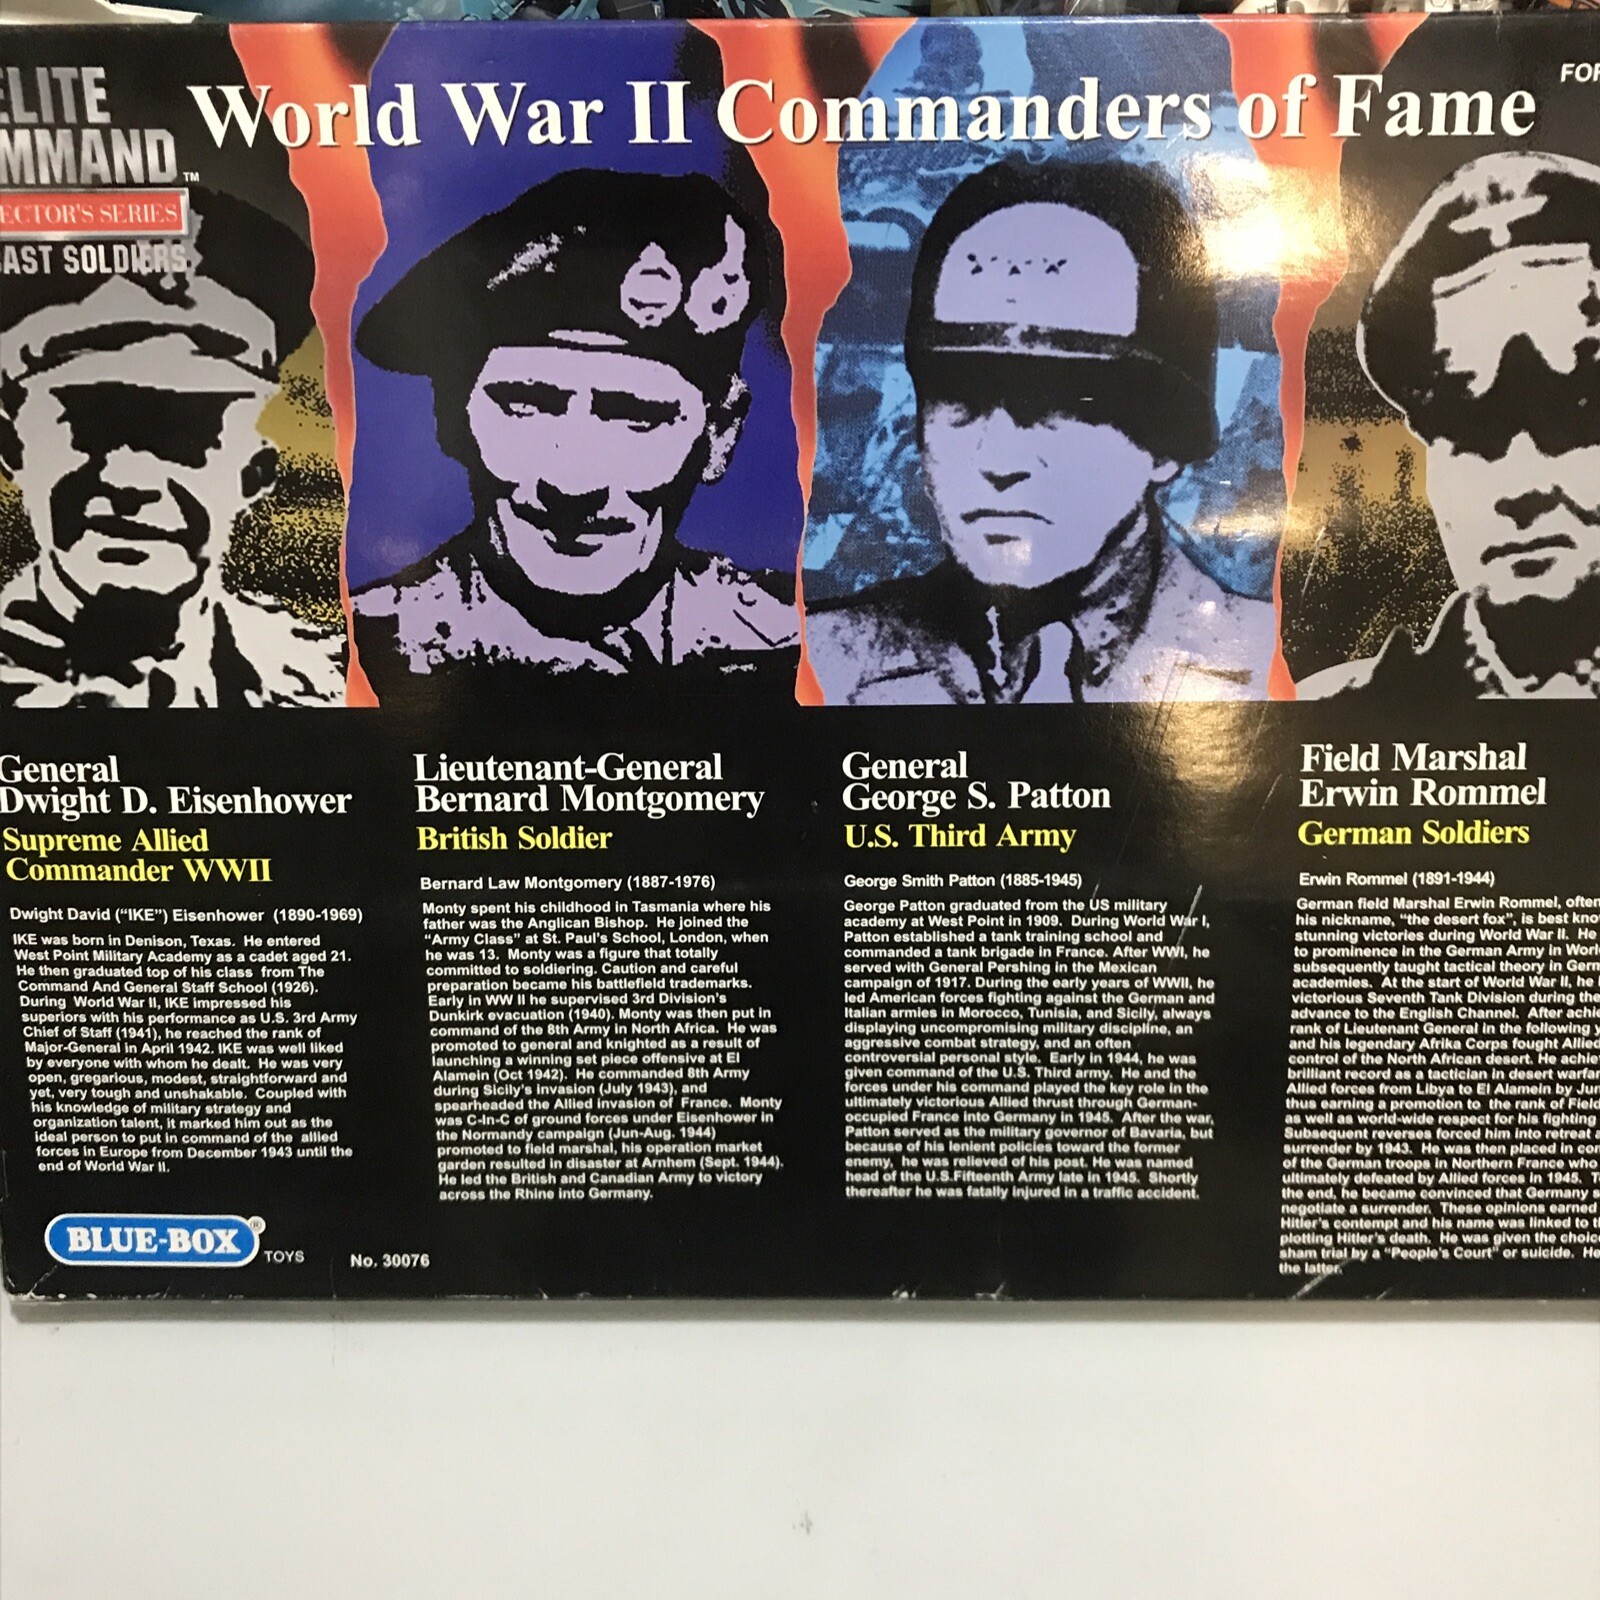 ELITE
World War II Commanders of Fame
COLLECTOR'S SERIES
General
Dwight D. Eisenhower
Supreme Allied
Commander WWII
Dwight David ("IKE") Eisenhower (1890-1969)
IKE was born in Denison, Texas. He entered
West Point Military Academy as a cadet aged 21.
He then graduated top of his class from The
Command And General Staff School (1926).
During World War II, IKE impressed his
superiors with his performance as U.S. 3rd Army
Chief of Staff (1941), he reached the rank of
Major-General in April 1942. IKE was well liked
by everyone with whom he dealt. He was very
open, gregarious, modest, straightforward and
yet, very tough and unshakable. Coupled with
his knowledge of military strategy and
organization talent, it marked him out as the
ideal person to put in command of the allied
forces in Europe from December 1943 until the
end of World War II.
BLUE-BOX®
TOYS
No. 30076
Lieutenant-General
Bernard Montgomery
British Soldier
Bernard Law Montgomery (1887-1976)
Monty spent his childhood in Tasmania where his
father was the Anglican Bishop. He joined the
"Army Class" at St. Paul's School, London, when
he was 13. Monty was a figure that totally
committed to soldiering. Caution and careful
preparation became his battlefield trademarks.
Early in WW II he supervised 3rd Division's
Dunkirk evacuation (1940). Monty was then put in
command of the 8th Army in North Africa. He was
promoted to general and knighted as a result of
launching a winning set piece offensive at El
Alamein (Oct 1942). He commanded 8th Army
during Sicily's invasion (July 1943), and
spearheaded the Allied invasion of France. Monty
was C-In-C of ground forces under Eisenhower in
the Normandy campaign (Jun-Aug. 1944)
promoted to field marshal, his operation market
garden resulted in disaster at Arnhem (Sept. 1944).
He led the British and Canadian Army to victory
across the Rhine into Germany.
General
George S. Patton
U.S. Third Army
George Smith Patton (1885-1945)
George Patton graduated from the US military
academy at West Point in 1909. During World War I,
Patton established a tank training school and
commanded a tank brigade in France. After WWI, he
served with General Pershing in the Mexican
campaign of 1917. During the early years of WWII, he
led American forces fighting against the German and
Italian armies in Morocco, Tunisia, and Sicily, always
displaying uncompromising military discipline, an
aggressive combat strategy, and an often
controversial personal style. Early in 1944, he was
given command of the U.S. Third army. He and the
forces under his command played the key role in the
ultimately victorious Allied thrust through German-
occupied France into Germany in 1945. After the war,
Patton served as the military governor of Bavaria, but
because of his lenient policies toward the former
enemy, he was relieved of his post. He was named
head of the U.S.Fifteenth Army late in 1945. Shortly
thereafter he was fatally injured in a traffic accident.
Field Marshal
Erwin Rommel
German Soldiers
Erwin Rommel (1891-1944)
German field Marshal Erwin Rommel, often
his nickname, "the desert fox", is best
stunning victories during World War II. He
to prominence in the German Army in
subsequently taught tactical theory in
academies. At the start of World War II, he
victorious Seventh Tank Division during the
advance to the English Channel. After
rank of Lieutenant General in the following
and his legendary Afrika Corps fought
control of the North African desert. He
brilliant record as a tactician in desert
Allied forces from Libya to El Alamein by
thus earning a promotion to the rank of Field
as well as world-wide respect for his fighting
Subsequent reverses forced him into retreat
surrender by 1943. He was then placed in
of the German troops in Northern France who
ultimately defeated by Allied forces in 1945.
the end, he became convinced that Germany
negotiate a surrender. These opinions earned
Hitler's contempt and his name was linked to
plotting Hitler's death. He was given the
sham trial by a "People's Court" or suicide. He
the latter.